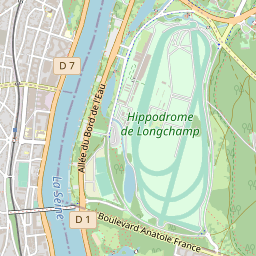 D 7
Allée du Bord de l'Eau
Hippodrome
de Longchamp
La Seine
D 1
Boulevard Anatole France